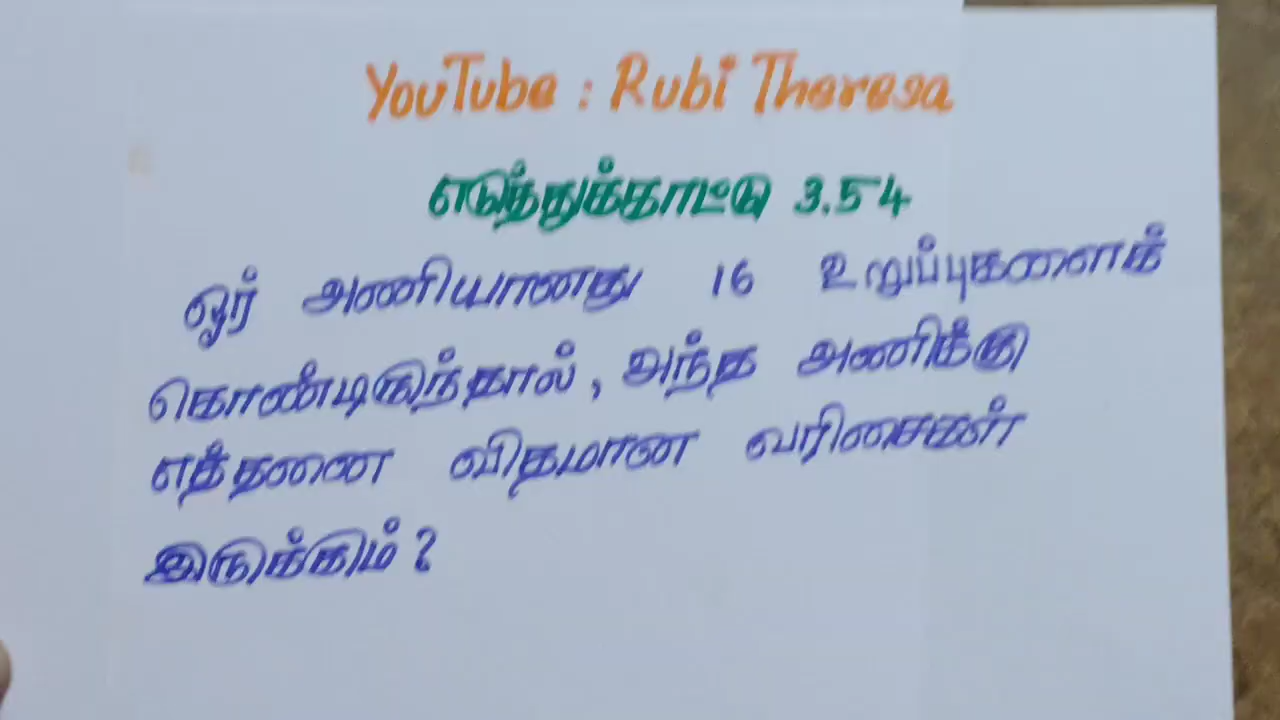 YouTube : Rubi Theresa
எடுத்துக்காட்டு 3.54
ஓர் அணியானது 16 உறுப்புகளைக்
கொண்டிருந்தால், அந்த அணிக்கு
எத்தனை விதமான வரிசைகள்
இருக்கும்?